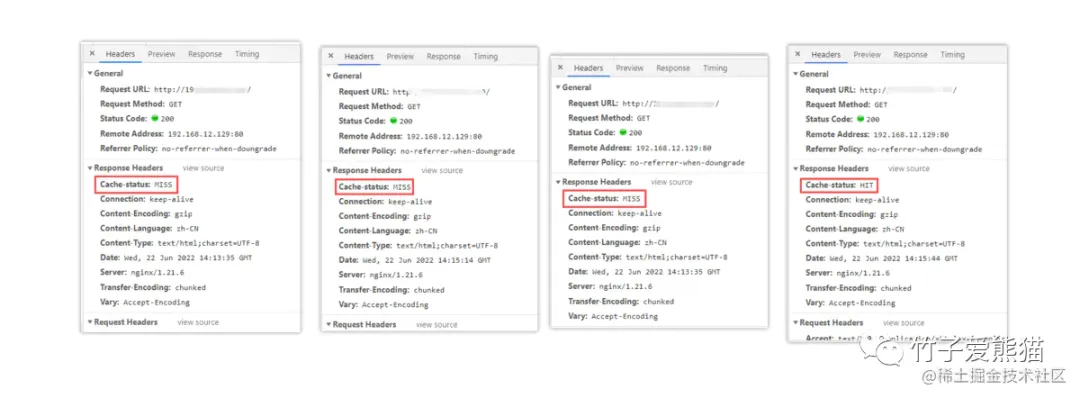 × Headers Preview Response Timing
▼ General
Request URL: http://19 /
Request Method: GET
Status Code: 200
Remote Address: 192.168.12.129:80
Referrer Policy: no-referrer-when-downgrade
▼ Response Headers view source
Cache-status: MISS
Connection: keep-alive
Content-Encoding: gzip
Content-Language: zh-CN
Content-Type: text/html;charset=UTF-8
Date: Wed, 22 Jun 2022 14:13:35 GMT
Server: nginx/1.21.6
Transfer-Encoding: chunked
Vary: Accept-Encoding
▼ Request Headers view source
× Headers Preview Response Timing
▼ General
Request URL: http: /
Request Method: GET
Status Code: 200
Remote Address: 192.168.12.129:80
Referrer Policy: no-referrer-when-downgrade
▼ Response Headers view source
Cache-status: MISS
Connection: keep-alive
Content-Encoding: gzip
Content-Language: zh-CN
Content-Type: text/html;charset=UTF-8
Date: Wed, 22 Jun 2022 14:15:14 GMT
Server: nginx/1.21.6
Transfer-Encoding: chunked
Vary: Accept-Encoding
▼ Request Headers view source
× Headers Preview Response Timing
▼ General
Request URL: http:// /
Request Method: GET
Status Code: 200
Remote Address: 192.168.12.129:80
Referrer Policy: no-referrer-when-downgrade
▼ Response Headers view source
Cache-status: MISS
Connection: keep-alive
Content-Encoding: gzip
Content-Language: zh-CN
Content-Type: text/html;charset=UTF-8
Date: Wed, 22 Jun 2022 14:13:35 GMT
Server: nginx/1.21.6
Transfer-Encoding: chunked
Vary: Accept-Encoding
▼ Request Headers view source
× Headers Preview Response Timing
▼ General
Request URL: http:// /
Request Method: GET
Status Code: 200
Remote Address: 192.168.12.129:80
Referrer Policy: no-referrer-when-downgrade
▼ Response Headers view source
Cache-status: HIT
Connection: keep-alive
Content-Encoding: gzip
Content-Language: zh-CN
Content-Type: text/html;charset=UTF-8
Date: Wed, 22 Jun 2022 14:15:44 GMT
Server: nginx/1.21.6
Transfer-Encoding: chunked
Vary: Accept-Encoding
▼ Request Headers view source
竹子爱熊猫
@稀土掘金技术社区